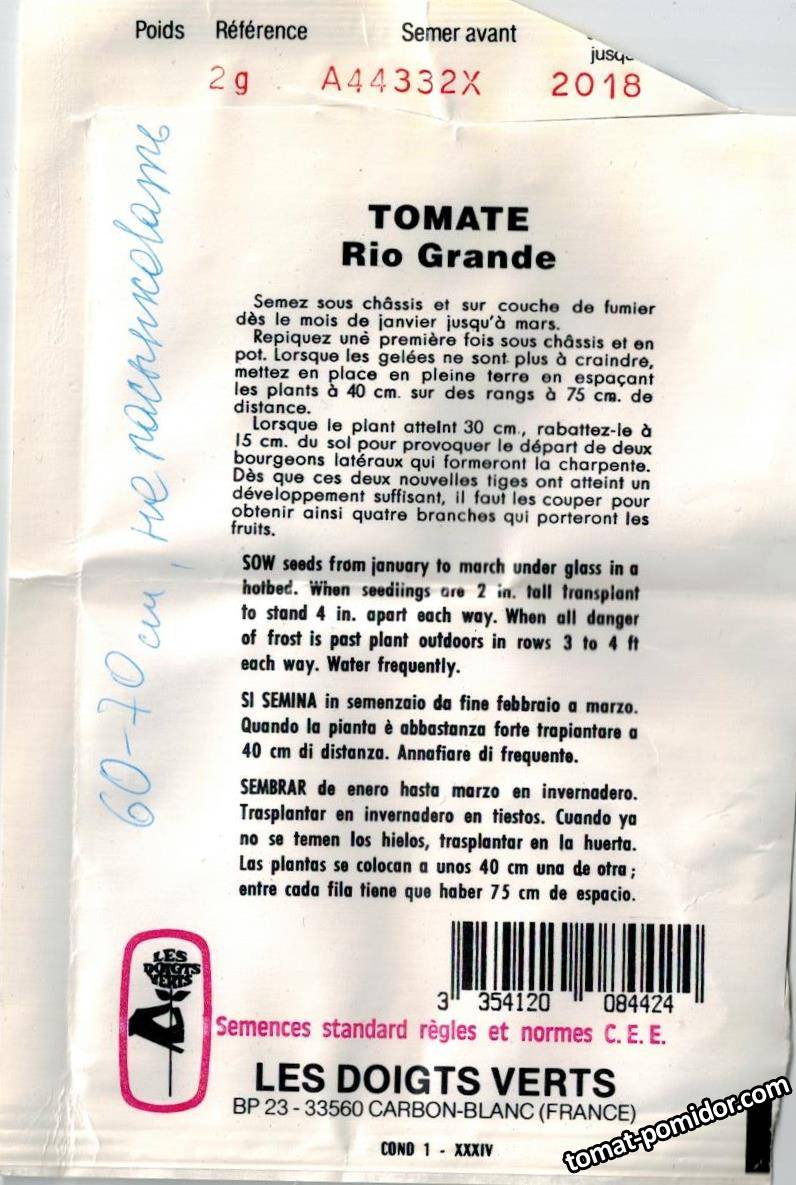 Poids Référence Semer avant
2g A44332X 2018
60-70 см, не пасынковать
TOMATE
Rio Grande
Semez sous châssis et sur couche de fumier
dès le mois de janvier jusqu'à mars.
Repiquez unè première fois sous châssis et en
pot. Lorsque les gelées ne sont plus à craindre,
mettez en place en pleine terre en espaçant
les plants à 40 cm. sur des rangs à 75 cm. de
distance.
Lorsque le plant atteint 30 cm., rabattez-le à
15 cm. du sol pour provoquer le départ de deux
bourgeons latéraux qui formeront la charpente.
Dès que ces deux nouvelles tiges ont atteint un
développement suffisant, il faut les couper pour
obtenir ainsi quatre branches qui porteront les
fruits.
SOW seeds from january to march under glass in a
hotbed. When seediings are 2 in. tall transplant
to stand 4 in. apart each way. When all danger
of frost is past plant outdoors in rows 3 to 4 ft
each way. Water frequently.
SI SEMINA in semenzaio da fine febbraio a marzo.
Quando la pianta è abbastanza forte trapiantare a
40 cm di distanza. Annafiare di frequente.
SEMBRAR de enero hasta marzo en invernadero.
Trasplantar en invernadero en tiestos. Cuando ya
no se temen los hielos, trasplantar en la huerta.
Las plantas se colocan a unos 40 cm una de otra;
entre cada fila tiene que haber 75 cm de espacio.
3 354120 084424
LES
DOIGTS
VERTS
Semences standard règles et normes C.E.E.
LES DOIGTS VERTS
BP 23 - 33560 CARBON-BLANC (FRANCE)
COND 1 - XXXIV
tomat-pomidor.com